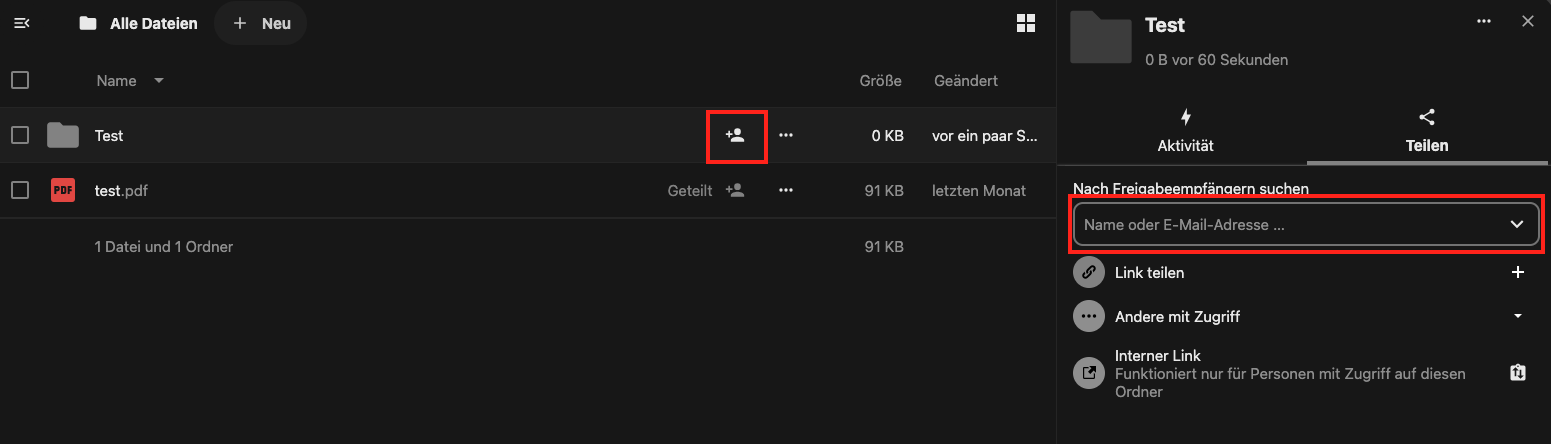 Alle Dateien
Neu
Name
Größe
Geändert
Test
0 KB
vor ein paar S...
PDF
test.pdf
Geteilt
91 KB
letzten Monat
1 Datei und 1 Ordner
91 KB
Test
0 B vor 60 Sekunden
Aktivität
Teilen
Nach Freigabeempfängern suchen
Name oder E-Mail-Adresse ...
Link teilen
Andere mit Zugriff
Interner Link
Funktioniert nur für Personen mit Zugriff auf diesen
Ordner